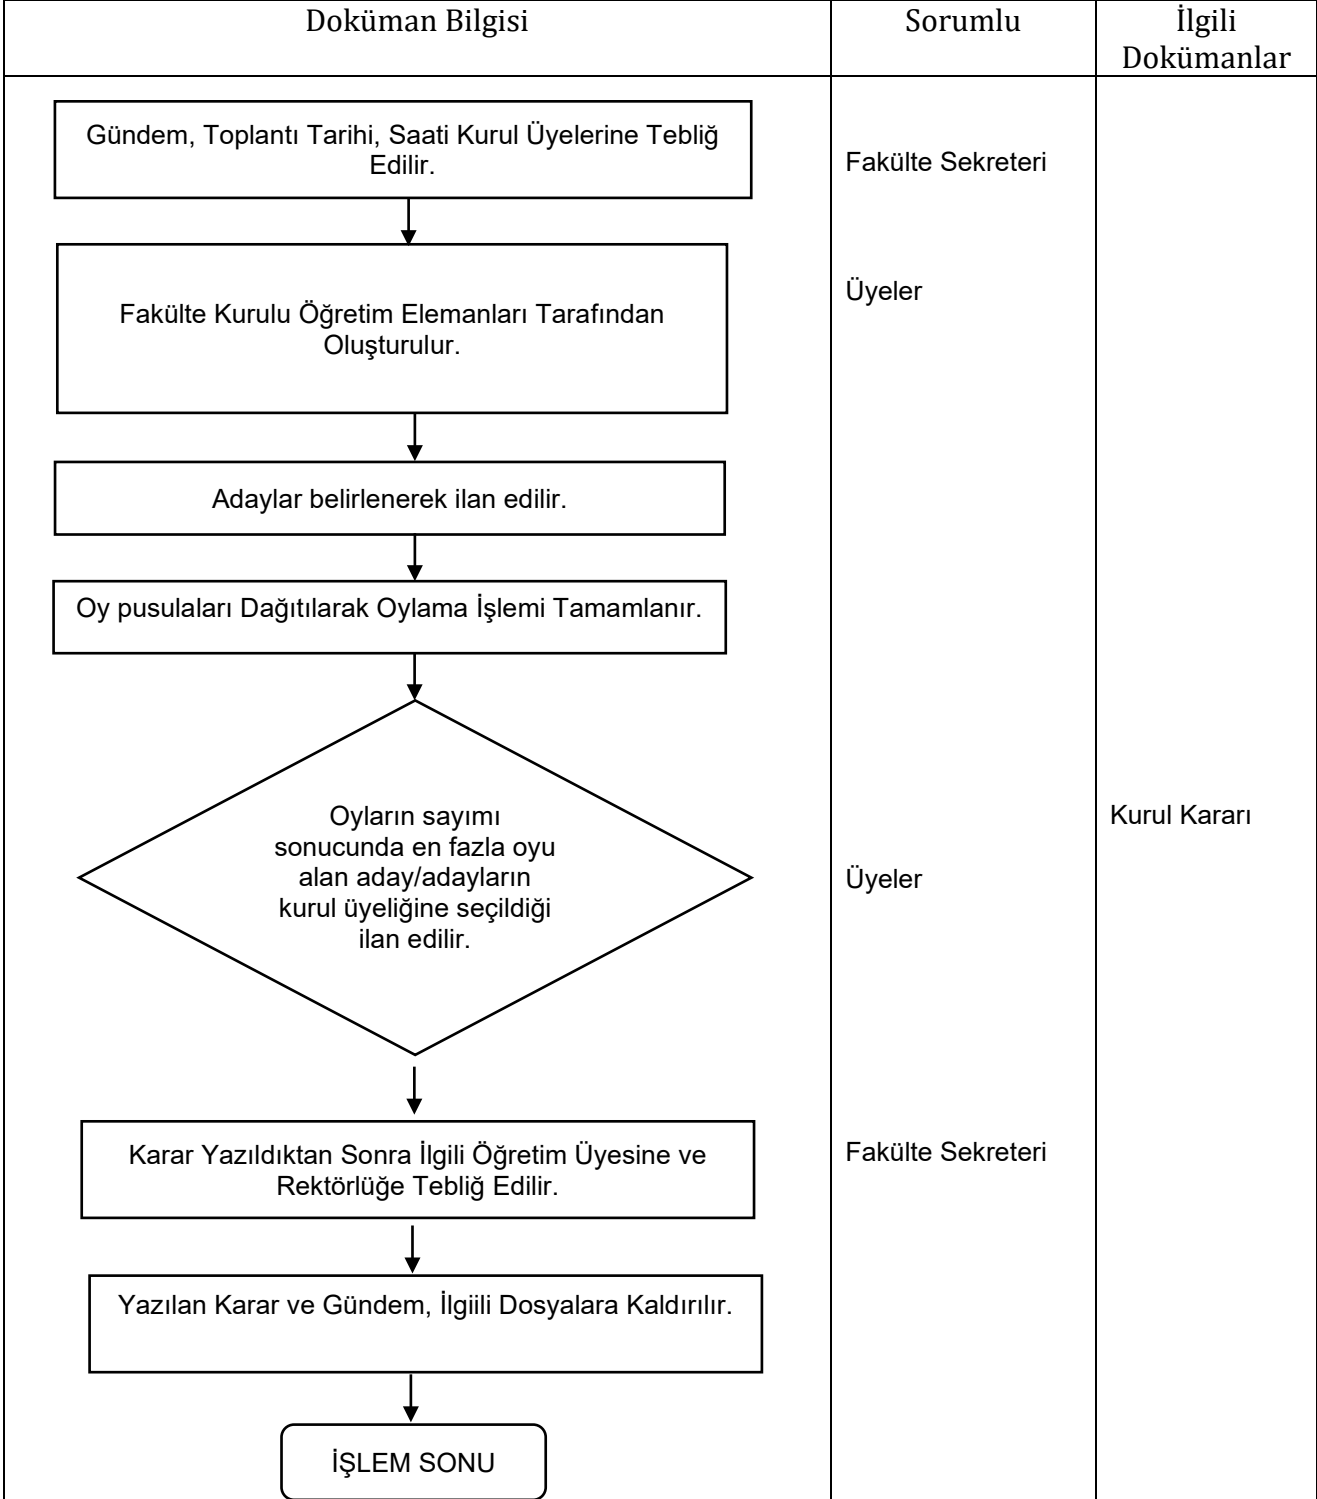 Doküman Bilgisi
Sorumlu
İlgili
Dokümanlar
Gündem, Toplantı Tarihi, Saati Kurul Üyelerine Tebliğ
Edilir.
Fakülte Sekreteri
Fakülte Kurulu Öğretim Elemanları Tarafından
Oluşturulur.
Üyeler
Adaylar belirlenerek ilan edilir.
Oy pusulaları Dağıtılarak Oylama İşlemi Tamamlanır.
Oyların sayımı
sonucunda en fazla oyu
alan aday/adayların
kurul üyeliğine seçildiği
ilan edilir.
Üyeler
Kurul Kararı
Karar Yazıldıktan Sonra İlgili Öğretim Üyesine ve
Rektörlüğe Tebliğ Edilir.
Fakülte Sekreteri
Yazılan Karar ve Gündem, İlgiili Dosyalara Kaldırılır.
İŞLEM SONU